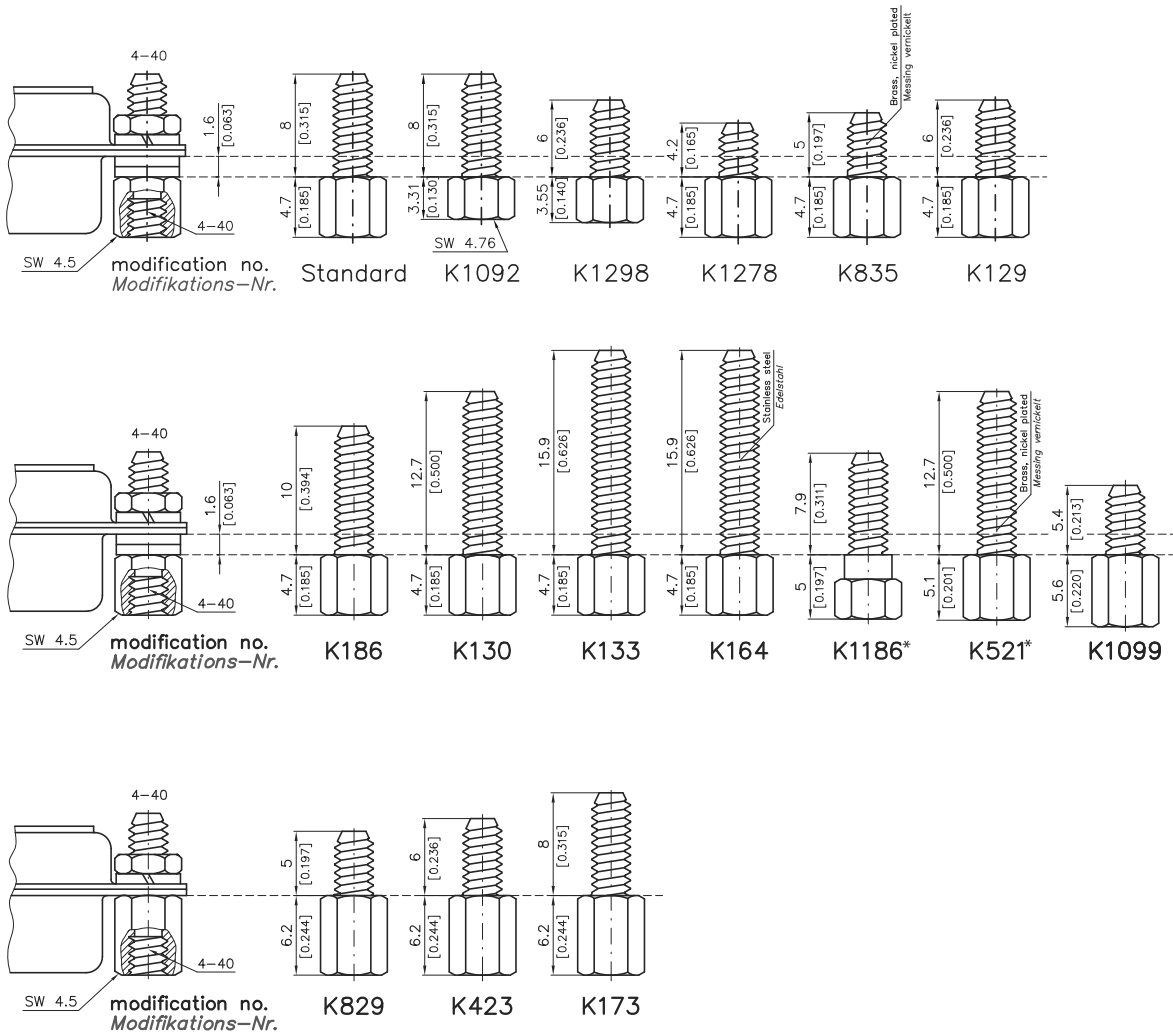 4-40
1.6
[0.063]
4-40
SW 4.5
modification no.
Modifikations-Nr.
8
[0.315]
4.7
[0.185]
Standard
8
[0.315]
3.31
[0.130]
SW 4.76
K1092
6
[0.236]
3.55
[0.140]
K1298
4.2
[0.165]
4.7
[0.185]
K1278
5
[0.197]
4.7
[0.185]
Brass, nickel plated
Messing vernickelt
K835
6
[0.236]
4.7
[0.185]
K129
4-40
1.6
[0.063]
4-40
SW 4.5
modification no.
Modifikations-Nr.
10
[0.394]
4.7
[0.185]
K186
12.7
[0.500]
4.7
[0.185]
K130
15.9
[0.626]
4.7
[0.185]
K133
15.9
[0.626]
4.7
[0.185]
Stainless steel
Edelstahl
K164
7.9
[0.311]
5
[0.197]
K1186*
12.7
[0.500]
5.1
[0.201]
Brass, nickel plated
Messing vernickelt
K521*
5.4
[0.213]
5.6
[0.220]
K1099
4-40
4-40
SW 4.5
modification no.
Modifikations-Nr.
5
[0.197]
6.2
[0.244]
K829
6
[0.236]
6.2
[0.244]
K423
8
[0.315]
6.2
[0.244]
K173